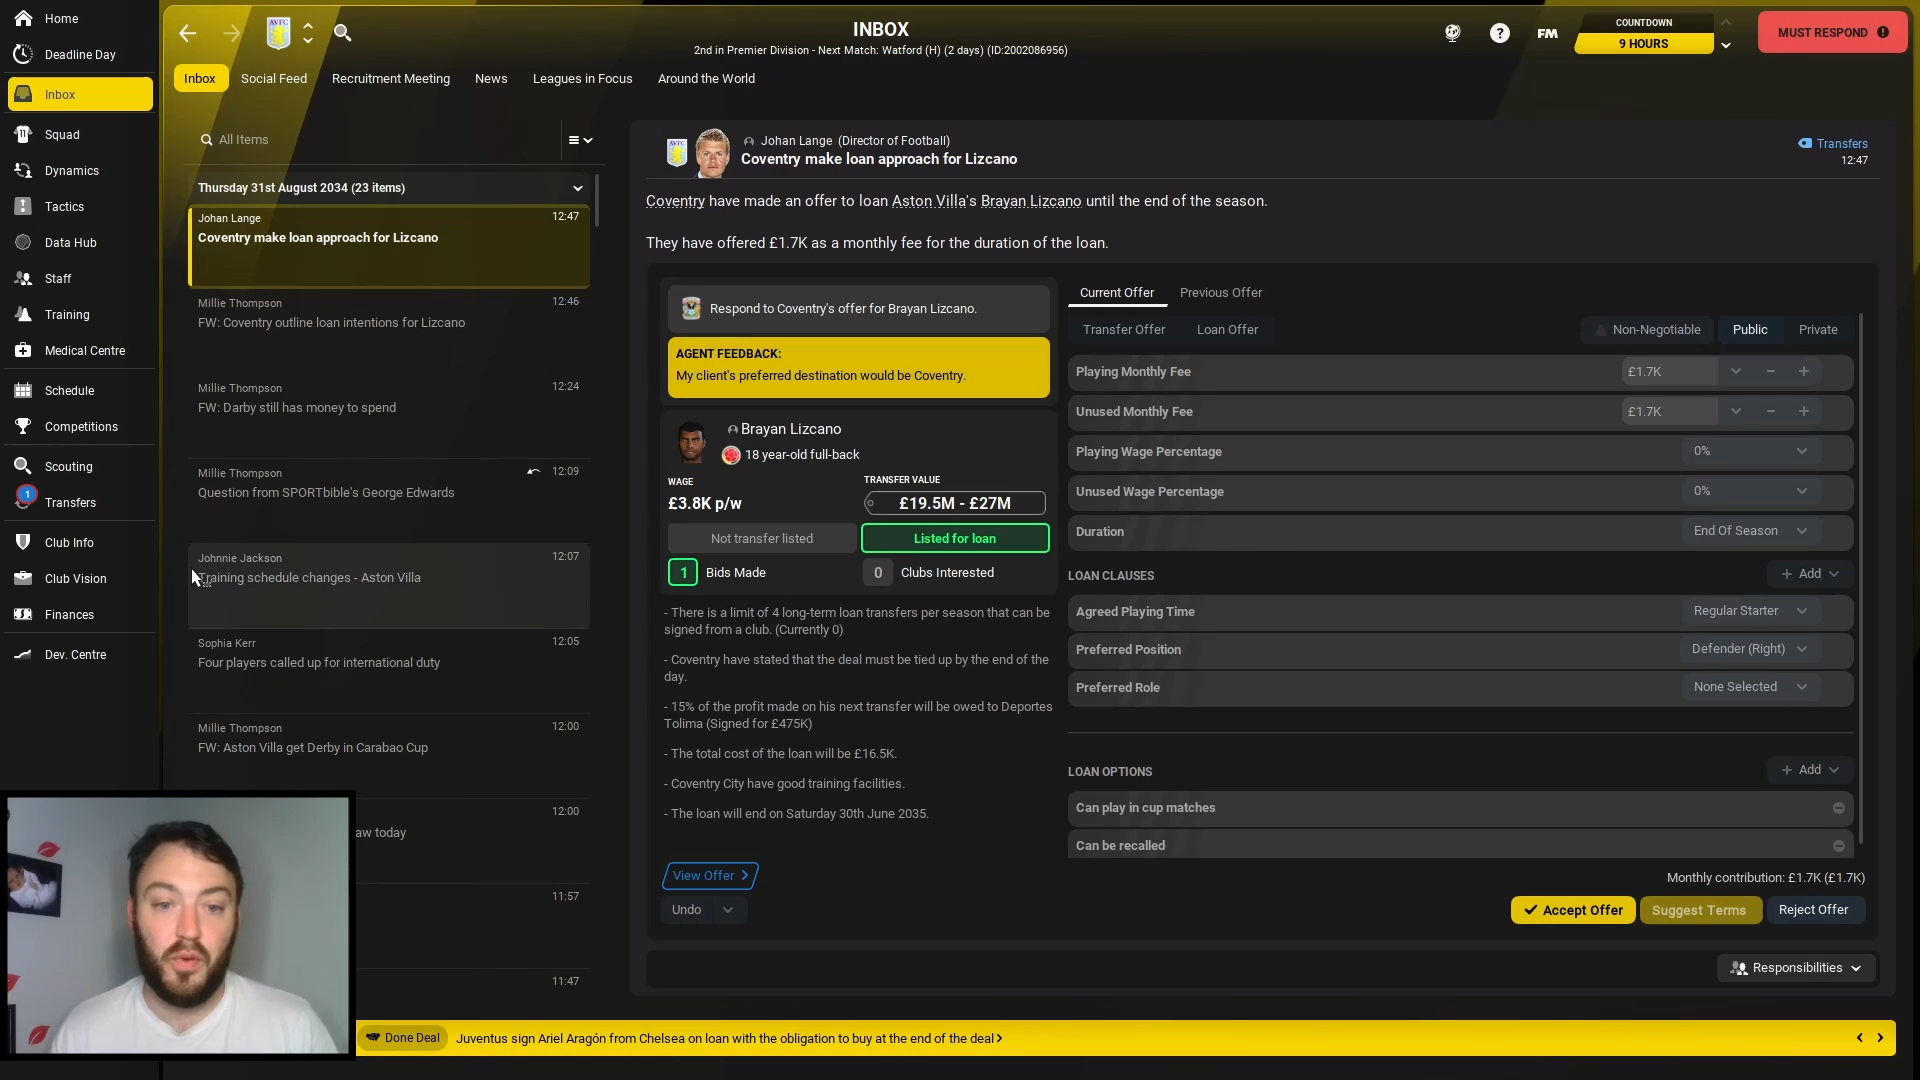 Home
Deadline Day
Inbox
Squad
Dynamics
Tactics
Data Hub
Staff
Training
Medical Centre
Schedule
Competitions
Scouting
1
Transfers
Club Info
Club Vision
Finances
Dev. Centre
AVFC
INBOX
2nd in Premier Division - Next Match: Watford (H) (2 days) (ID:2002086956)
?
FM
COUNTDOWN
9 HOURS
MUST RESPOND
Inbox
Social Feed
Recruitment Meeting
News
Leagues in Focus
Around the World
All Items
Thursday 31st August 2034 (23 items)
Johan Lange
12:47
Coventry make loan approach for Lizcano
Millie Thompson
12:46
FW: Coventry outline loan intentions for Lizcano
Millie Thompson
12:24
FW: Darby still has money to spend
Millie Thompson
12:09
Question from SPORTbible's George Edwards
Johnnie Jackson
12:07
Training schedule changes - Aston Villa
Sophia Kerr
12:05
Four players called up for international duty
Millie Thompson
12:00
FW: Aston Villa get Derby in Carabao Cup
12:00
aw today
11:57
11:47
AVFC
Johan Lange (Director of Football)
Coventry make loan approach for Lizcano
Transfers
12:47
Coventry have made an offer to loan Aston Villa's Brayan Lizcano until the end of the season.
They have offered £1.7K as a monthly fee for the duration of the loan.
Respond to Coventry's offer for Brayan Lizcano.
AGENT FEEDBACK:
My client's preferred destination would be Coventry.
Brayan Lizcano
18 year-old full-back
WAGE
TRANSFER VALUE
£3.8K p/w
£19.5M - £27M
Not transfer listed
Listed for loan
1
Bids Made
0
Clubs Interested
- There is a limit of 4 long-term loan transfers per season that can be
signed from a club. (Currently 0)
- Coventry have stated that the deal must be tied up by the end of the
day.
- 15% of the profit made on his next transfer will be owed to Deportes
Tolima (Signed for £475K)
- The total cost of the loan will be £16.5K.
- Coventry City have good training facilities.
- The loan will end on Saturday 30th June 2035.
View Offer
Undo
Current Offer
Previous Offer
Transfer Offer
Loan Offer
Non-Negotiable
Public
Private
Playing Monthly Fee
£1.7K
Unused Monthly Fee
£1.7K
Playing Wage Percentage
0%
Unused Wage Percentage
0%
Duration
End Of Season
LOAN CLAUSES
+ Add
Agreed Playing Time
Regular Starter
Preferred Position
Defender (Right)
Preferred Role
None Selected
LOAN OPTIONS
+ Add
Can play in cup matches
Can be recalled
Monthly contribution: £1.7K (£1.7K)
Accept Offer
Suggest Terms
Reject Offer
Responsibilities
Done Deal
Juventus sign Ariel Aragón from Chelsea on loan with the obligation to buy at the end of the deal